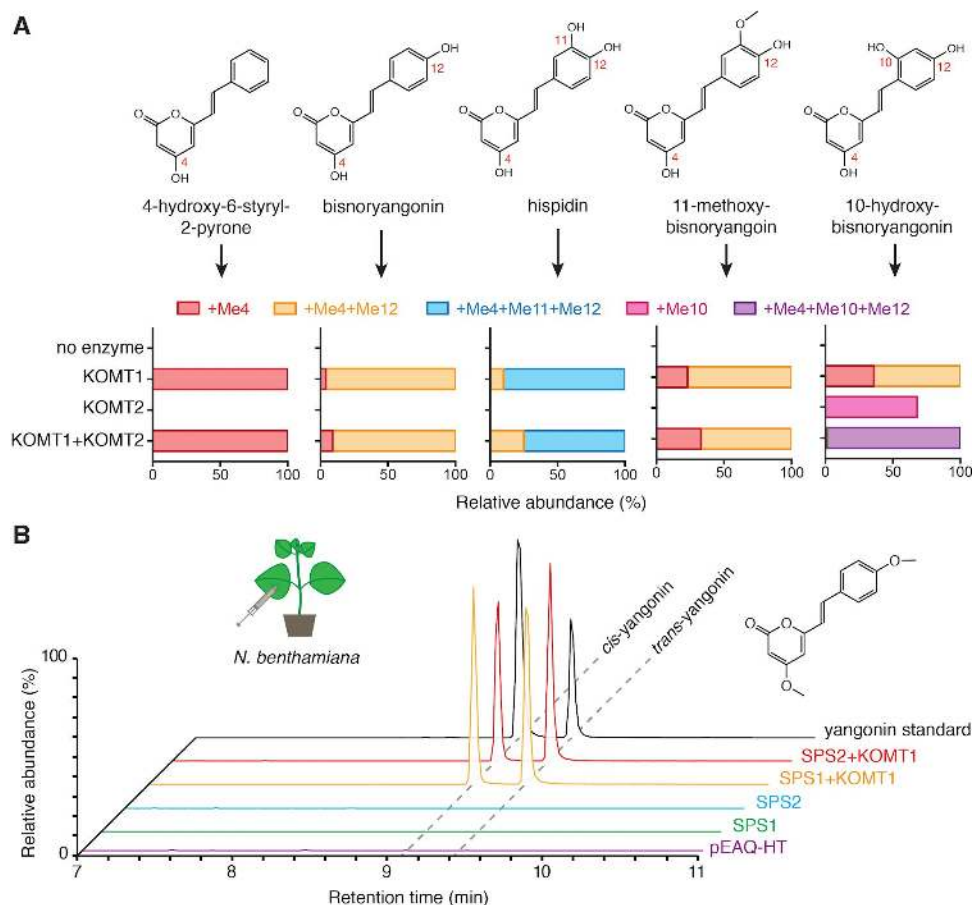 A
O
O
OH
4
4-hydroxy-6-styryl-
2-pyrone
O
O
OH
4
OH
12
bisnoryangonin
O
O
OH
4
OH
11
OH
12
hispidin
O
O
OH
4
O
OH
11-methoxy-
bisnoryangoin
O
O
OH
4
HO
10
OH
12
10-hydroxy-
bisnoryangonin
+Me4 +Me4+Me12 +Me4+Me11+Me12 +Me10 +Me4+Me10+Me12
no enzyme
KOMT1
KOMT2
KOMT1+KOMT2
0 50 100 0 50 100 0 50 100 0 50 100 0 50 100
Relative abundance (%)
B
N. benthamiana
cis-yangonin
trans-yangonin
O
O
O
O
100
Relative abundance (%)
0
yangonin standard
SPS2+KOMT1
SPS1+KOMT1
SPS2
SPS1
pEAQ-HT
7 8 9 10 11
Retention time (min)